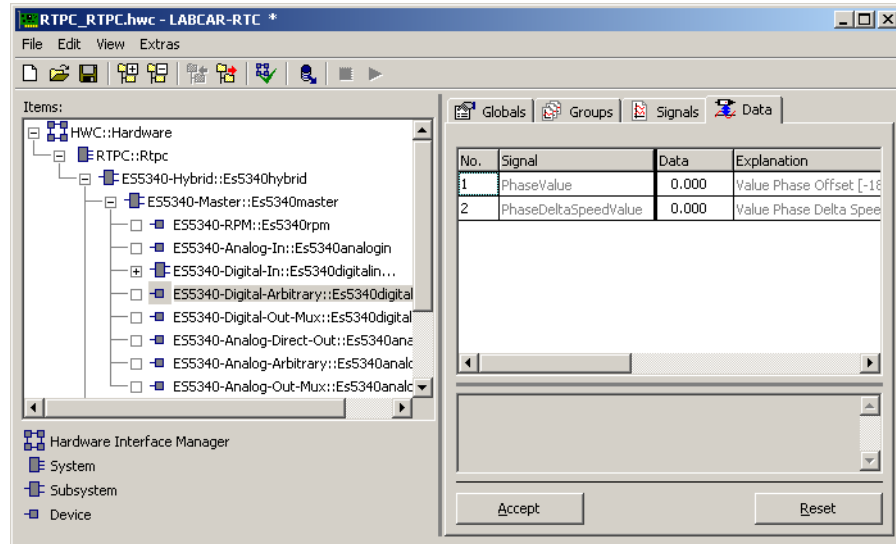 RTPC_RTPC.hwc - LABCAR-RTC *
File Edit View Extras
Items:
HWC::Hardware
RTPC::Rtpc
ES5340-Hybrid::Es5340hybrid
ES5340-Master::Es5340master
ES5340-RPM::Es5340rpm
ES5340-Analog-In::Es5340analogin
ES5340-Digital-In::Es5340digitalin...
ES5340-Digital-Arbitrary::Es5340digital
ES5340-Digital-Out-Mux::Es5340digital
ES5340-Analog-Direct-Out::Es5340ana
ES5340-Analog-Arbitrary::Es5340analo
ES5340-Analog-Out-Mux::Es5340analo
Hardware Interface Manager
System
Subsystem
Device
Globals Groups Signals Data
No. Signal Data Explanation
1 PhaseValue 0.000 Value Phase Offset [-18
2 PhaseDeltaSpeedValue 0.000 Value Phase Delta Spee
Accept Reset